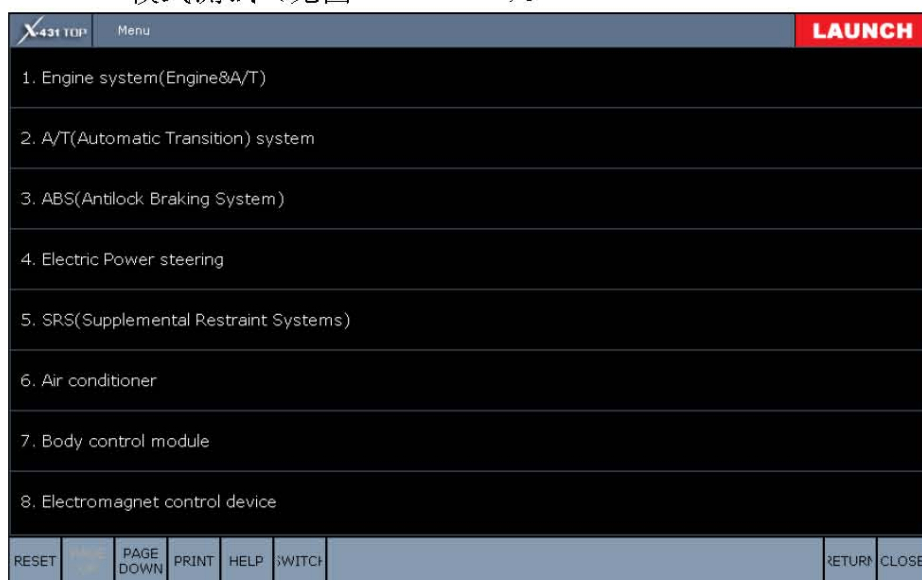 X-431 TOP Menu LAUNCH
1. Engine system(Engine&A/T)
2. A/T(Automatic Transition) system
3. ABS(Antilock Braking System)
4. Electric Power steering
5. SRS(Supplemental Restraint Systems)
6. Air conditioner
7. Body control module
8. Electromagnet control device
RESET PAGE UP PAGE DOWN PRINT HELP SWITCH RETURN CLOSE